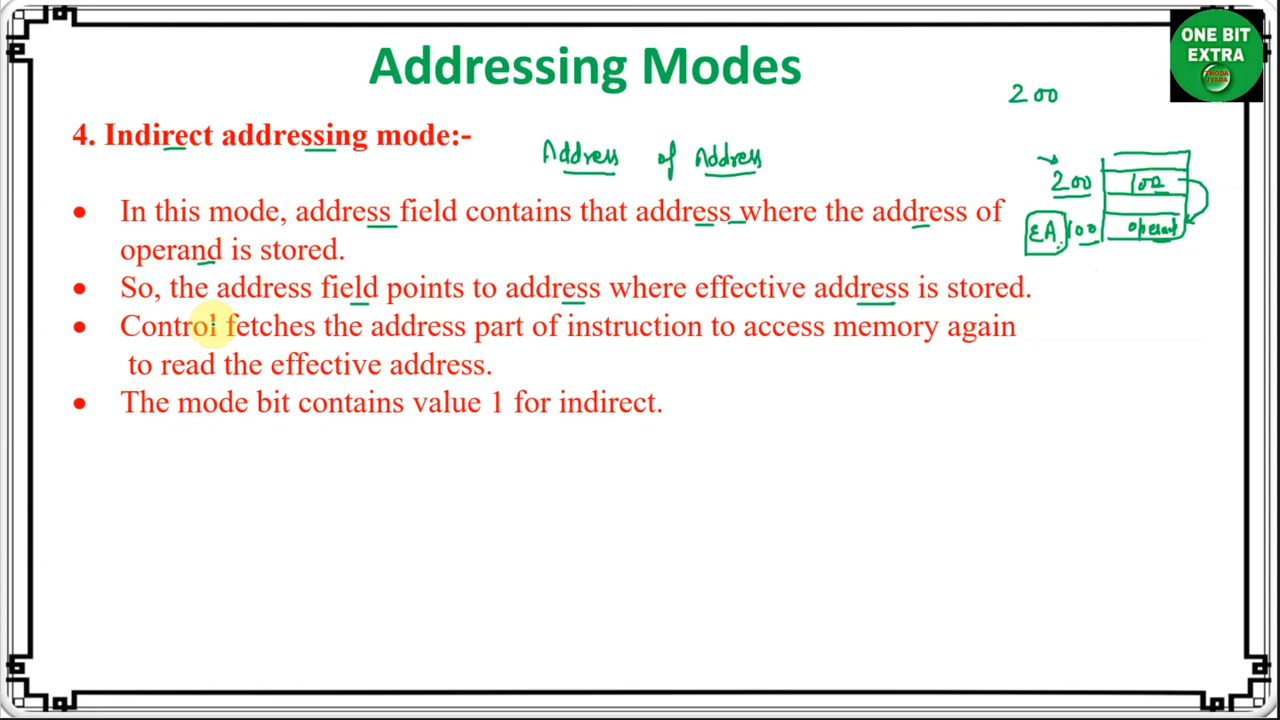 Addressing Modes
ONE BIT
EXTRA
THODA
200
4. Indirect addressing mode:-
Address of Address
200 100
EA 100 operand
• In this mode, address field contains that address where the address of
operand is stored.
• So, the address field points to address where effective address is stored.
• Control fetches the address part of instruction to access memory again
to read the effective address.
• The mode bit contains value 1 for indirect.